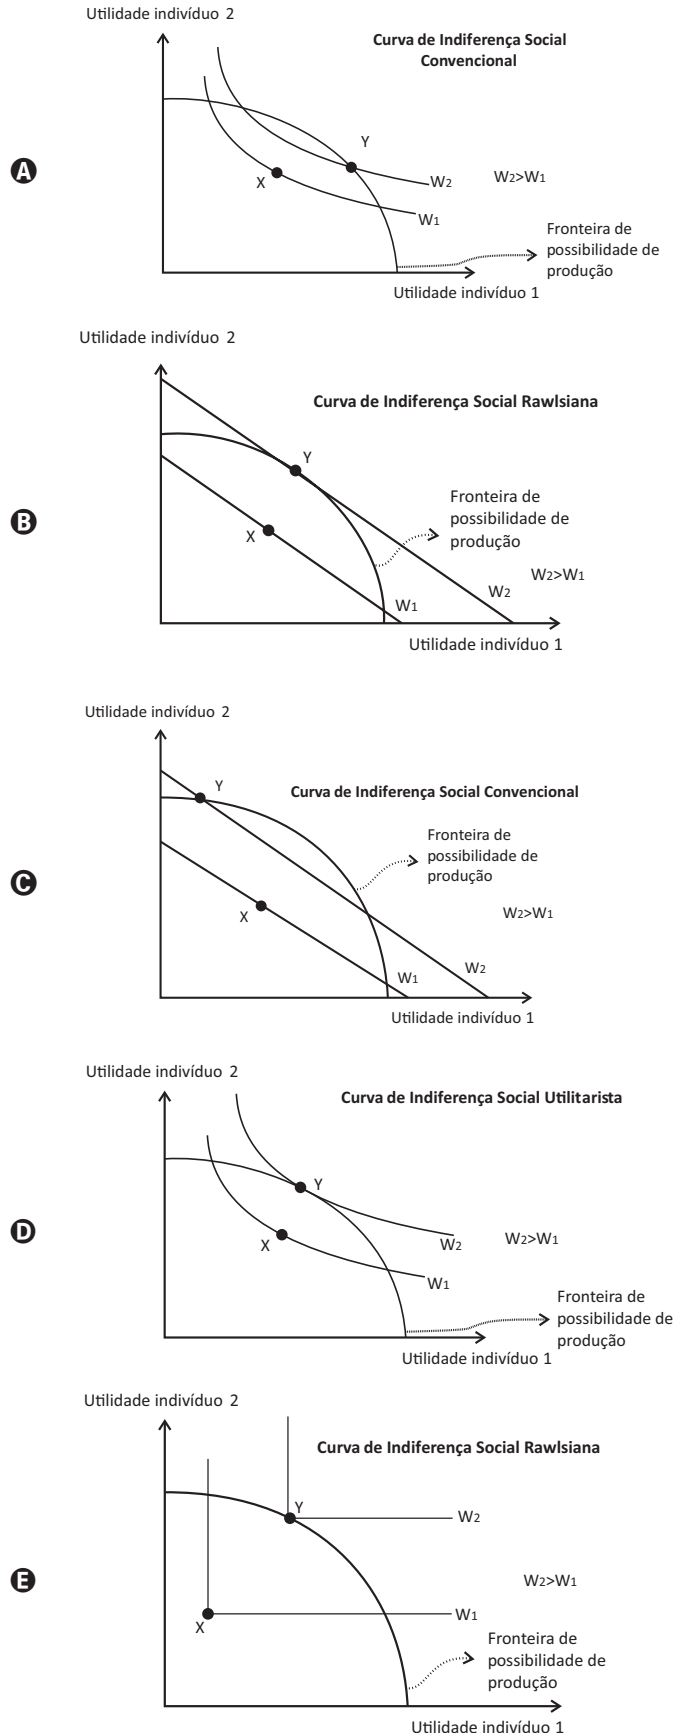 Utilidade indivíduo 2
Curva de Indiferença Social
Convencional
A
Y
X
W2
W2>W1
W1
Fronteira de
possibilidade de
produção
Utilidade indivíduo 1
Utilidade indivíduo 2
Curva de Indiferença Social Rawlsiana
B
Y
Fronteira de
possibilidade de
produção
X
W2>W1
W2
W1
Utilidade indivíduo 1
Utilidade indivíduo 2
Y
Curva de Indiferença Social Convencional
Fronteira de
possibilidade de
produção
C
X
W2>W1
W2
W1
Utilidade indivíduo 1
Utilidade indivíduo 2
Curva de Indiferença Social Utilitarista
Y
D
X
W2
W2>W1
W1
Fronteira de
possibilidade de
produção
Utilidade indivíduo 1
Utilidade indivíduo 2
Curva de Indiferença Social Rawlsiana
Y
W2
E
W2>W1
W1
X
Fronteira de
possibilidade de
produção
Utilidade indivíduo 1